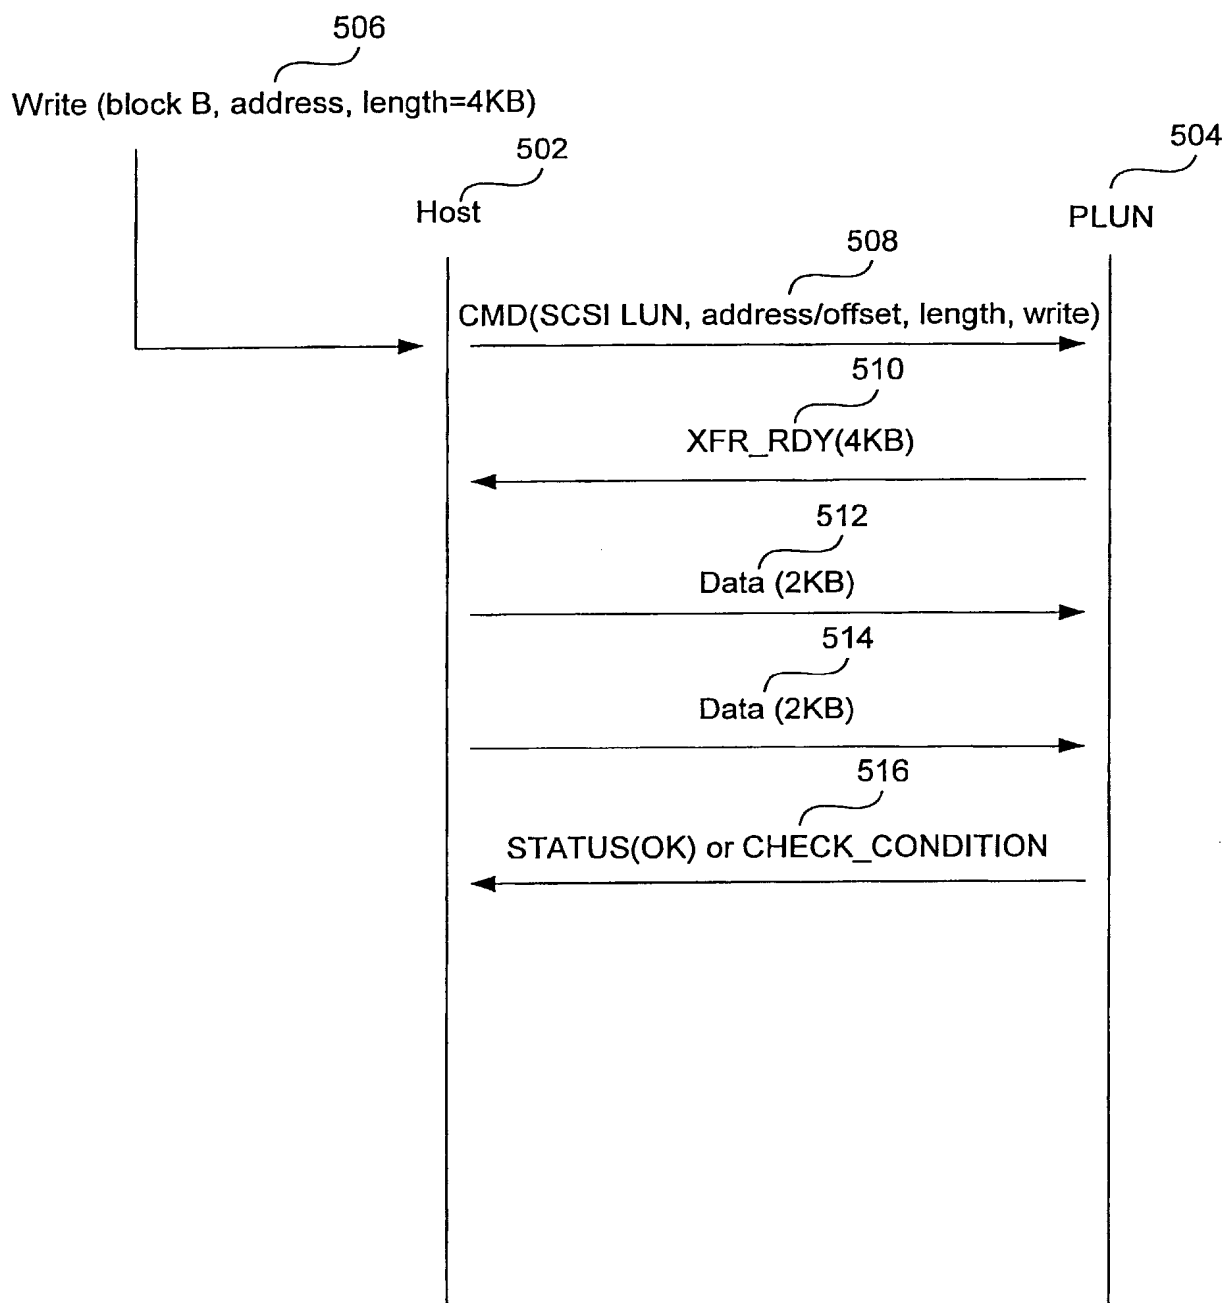 506
Write (block B, address, length=4KB)
502
504
Host
PLUN
508
CMD(SCSI LUN, address/offset, length, write)
510
XFR_RDY(4KB)
512
Data (2KB)
514
Data (2KB)
516
STATUS(OK) or CHECK_CONDITION